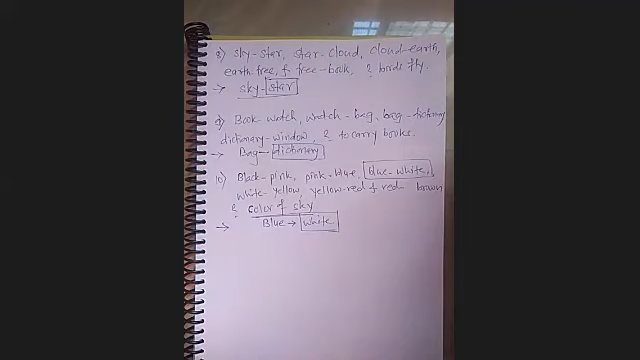 8) Sky-star, star-cloud, cloud-earth,
earth-tree, & tree-book, ? birds fly.
→ sky-star
9) Book-watch, watch-bag, bag-dictionary
dictionary-window, ? to carry books.
→ Bag-dictionary
10) Black-pink, pink-blue, blue-white,
white-yellow, yellow-red & red brown
? color of sky
→ Blue → white